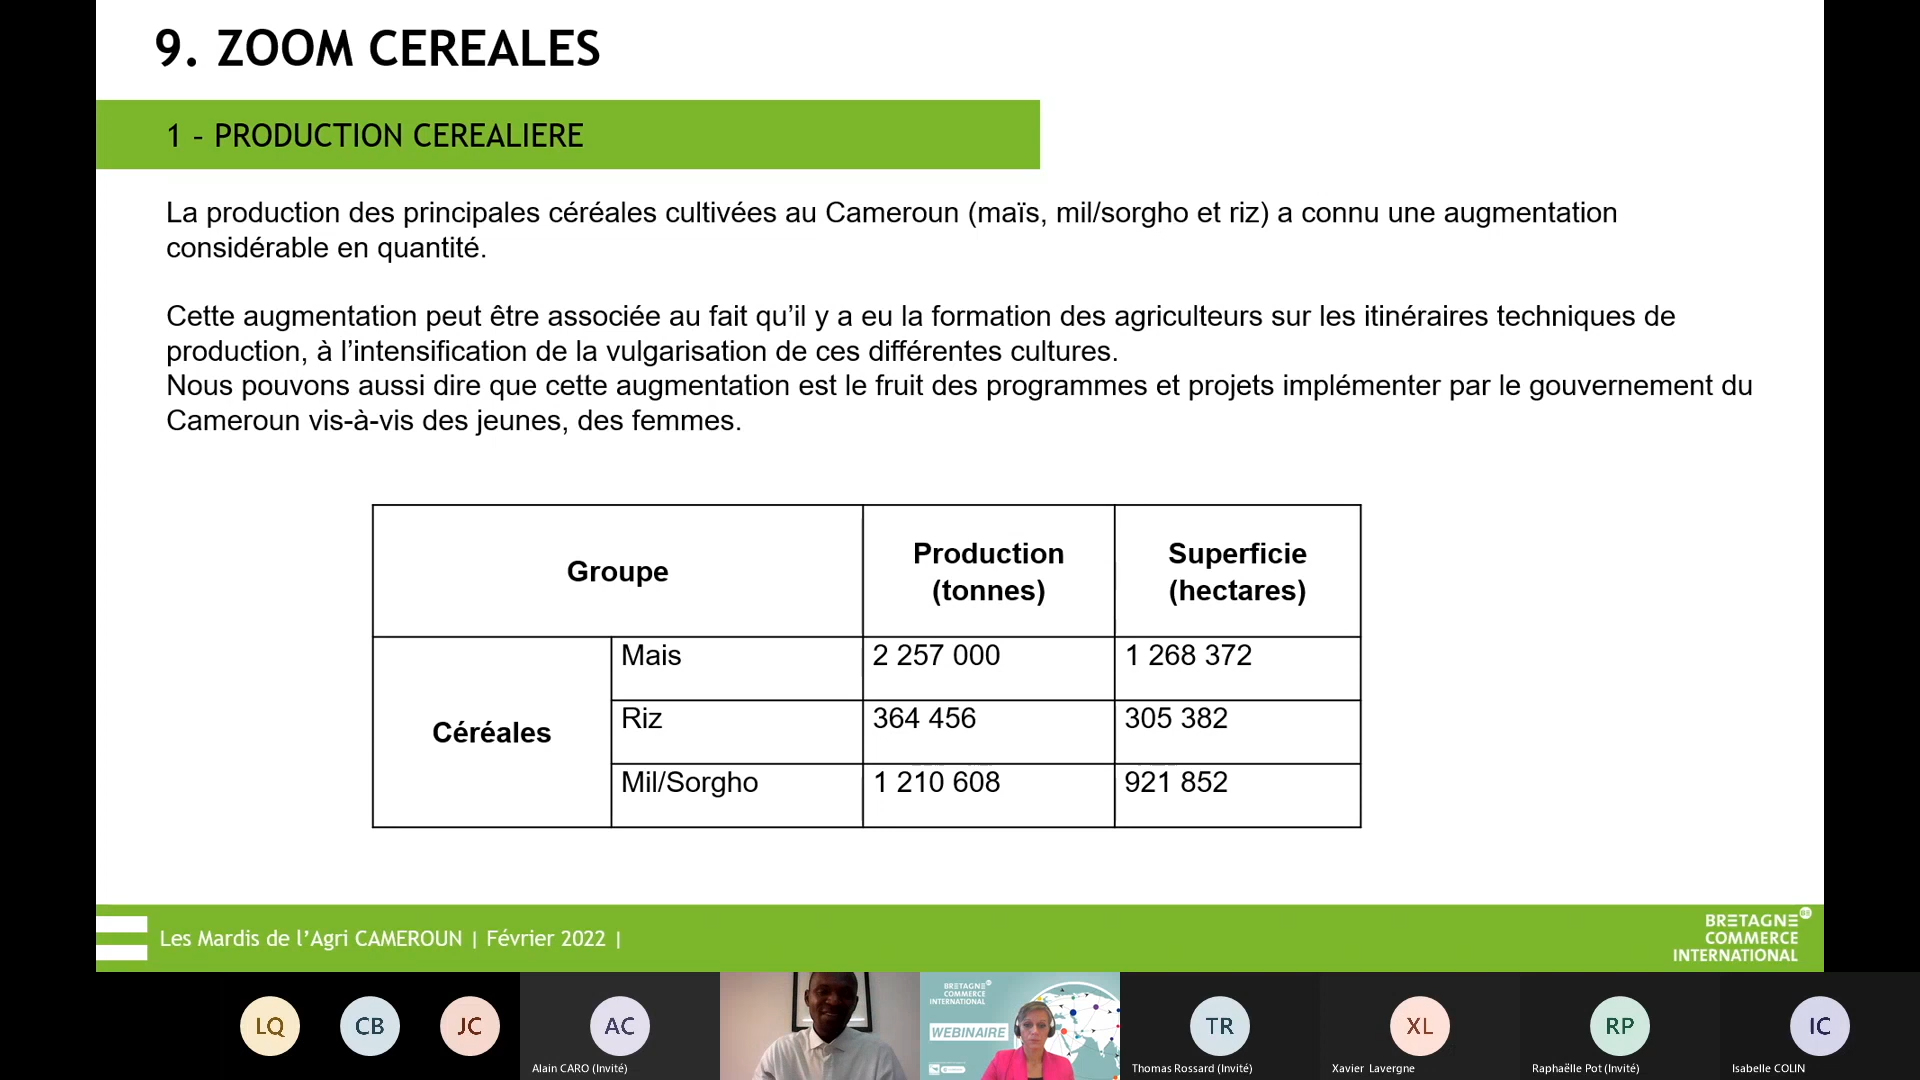 9. ZOOM CEREALES
1 – PRODUCTION CEREALIERE
La production des principales céréales cultivées au Cameroun (maïs, mil/sorgho et riz) a connu une augmentation
considérable en quantité.
Cette augmentation peut être associée au fait qu’il y a eu la formation des agriculteurs sur les itinéraires techniques de
production, à l’intensification de la vulgarisation de ces différentes cultures.
Nous pouvons aussi dire que cette augmentation est le fruit des programmes et projets implémenter par le gouvernement du
Cameroun vis-à-vis des jeunes, des femmes.
Groupe
Production
(tonnes)
Superficie
(hectares)
Céréales
Mais
2 257 000
1 268 372
Riz
364 456
305 382
Mil/Sorgho
1 210 608
921 852
Les Mardis de l’Agri CAMEROUN | Février 2022 |
BRETAGNE
COMMERCE
INTERNATIONAL
LQ
CB
JC
AC
Alain CARO (Invité)
BRETAGNE
COMMERCE
INTERNATIONAL
WEBINAIRE
TR
Thomas Rossard (Invité)
XL
Xavier Lavergne
RP
Raphaëlle Pot (Invité)
IC
Isabelle COLIN